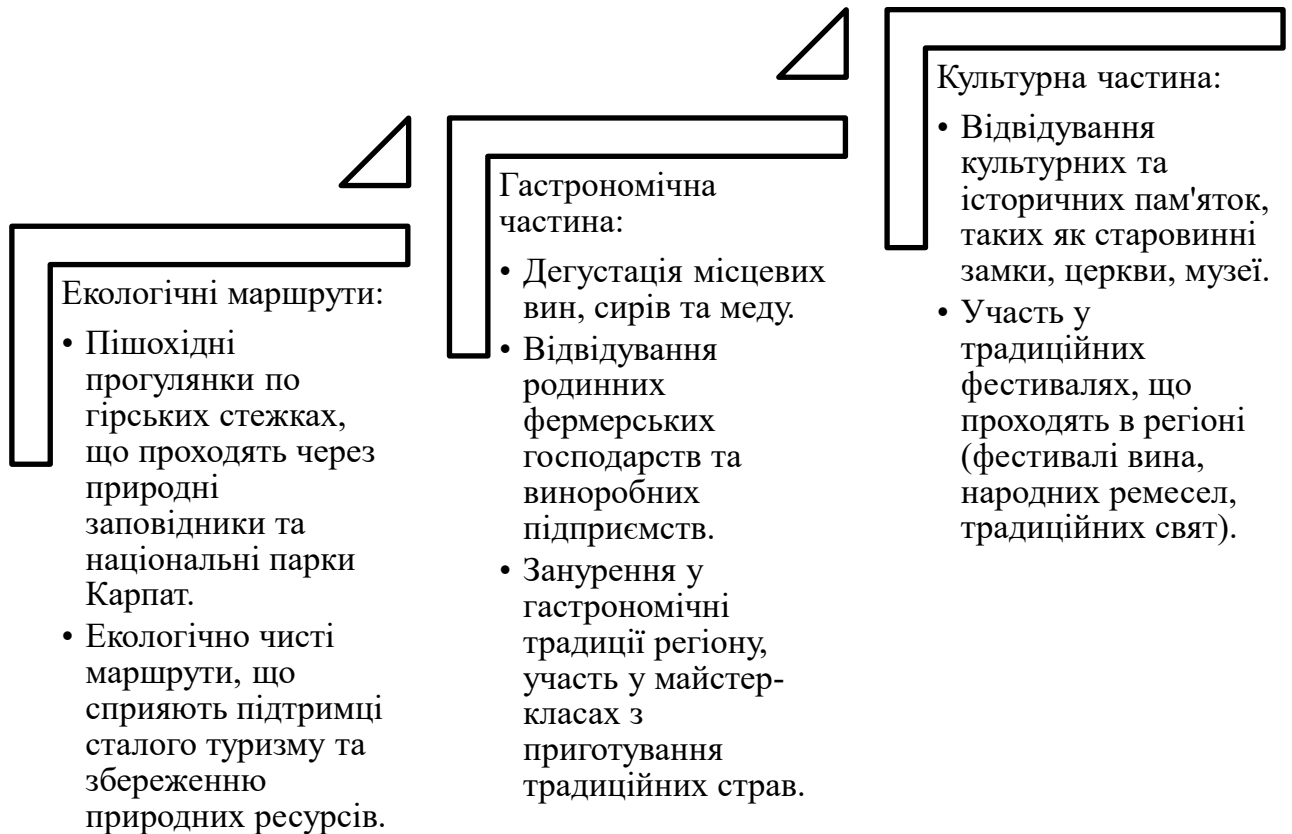 Екологічні маршрути:
• Пішохідні
прогулянки по
гірських стежках,
що проходять через
природні
заповідники та
національні парки
Карпат.
• Екологічно чисті
маршрути, що
сприяють підтримці
сталого туризму та
збереженню
природних ресурсів.
Гастрономічна
частина:
• Дегустація місцевих
вин, сирів та меду.
• Відвідування
родинних
фермерських
господарств та
виноробних
підприємств.
• Занурення у
гастрономічні
традиції регіону,
участь у майстер-
класах з
приготування
традиційних страв.
Культурна частина:
• Відвідування
культурних та
історичних пам'яток,
таких як старовинні
замки, церкви, музеї.
• Участь у
традиційних
фестивалях, що
проходять в регіоні
(фестивалі вина,
народних ремесел,
традиційних свят).